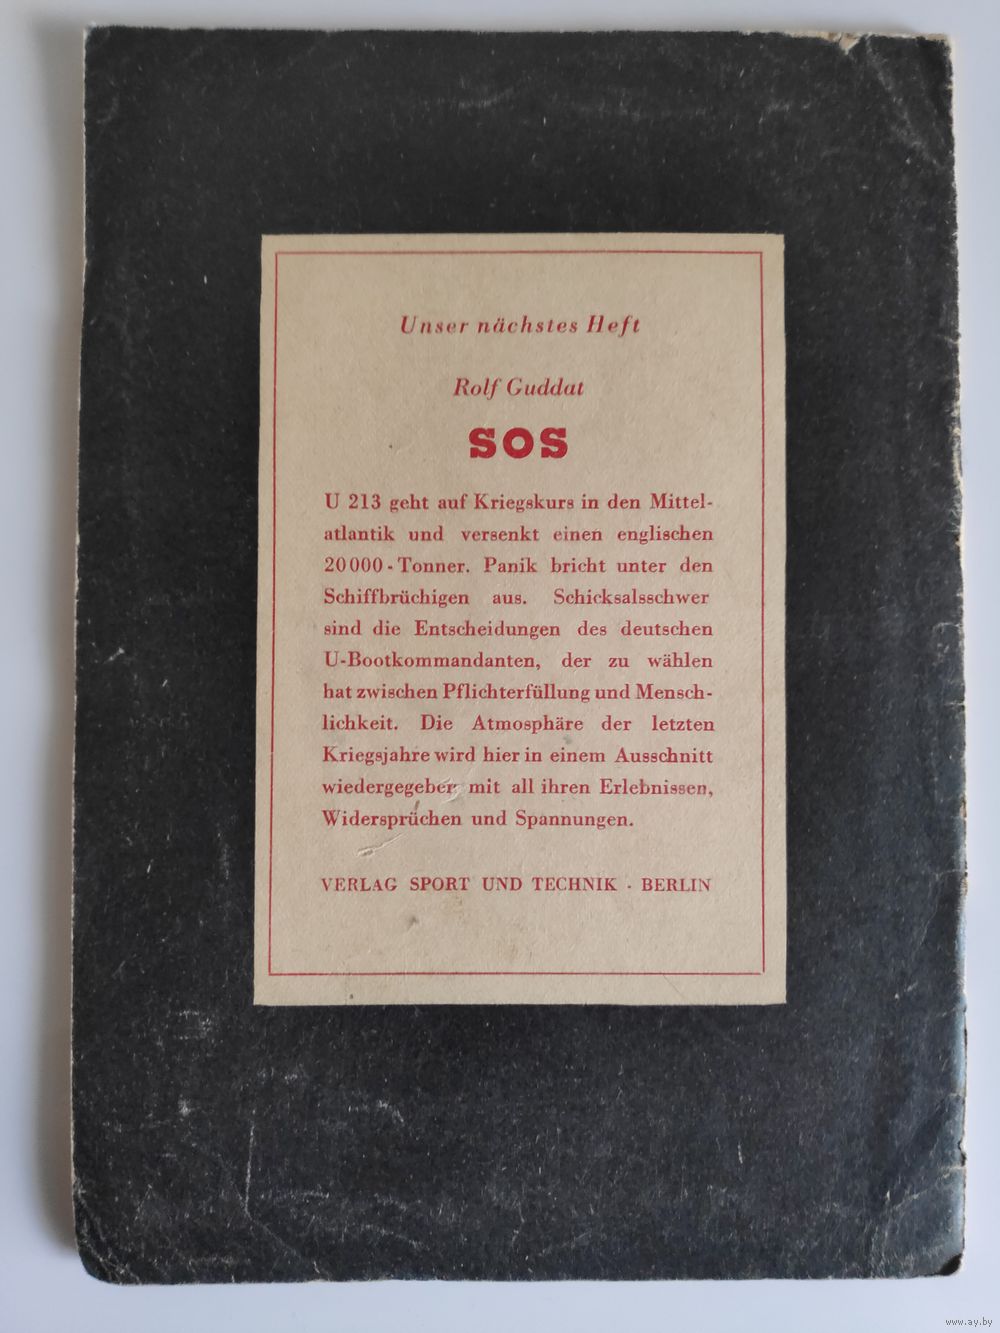 Unser nächstes Heft
Rolf Guddat
SOS
U 213 geht auf Kriegskurs in den Mittel-
atlantik und versenkt einen englischen
20000-Tonner. Panik bricht unter den
Schiffbrüchigen aus. Schicksalsschwer
sind die Entscheidungen des deutschen
U-Bootkommandanten, der zu wählen
hat zwischen Pflichterfüllung und Mensch-
lichkeit. Die Atmosphäre der letzten
Kriegsjahre wird hier in einem Ausschnitt
wiedergegeben mit all ihren Erlebnissen,
Widersprüchen und Spannungen.
VERLAG SPORT UND TECHNIK · BERLIN
www.ay.by